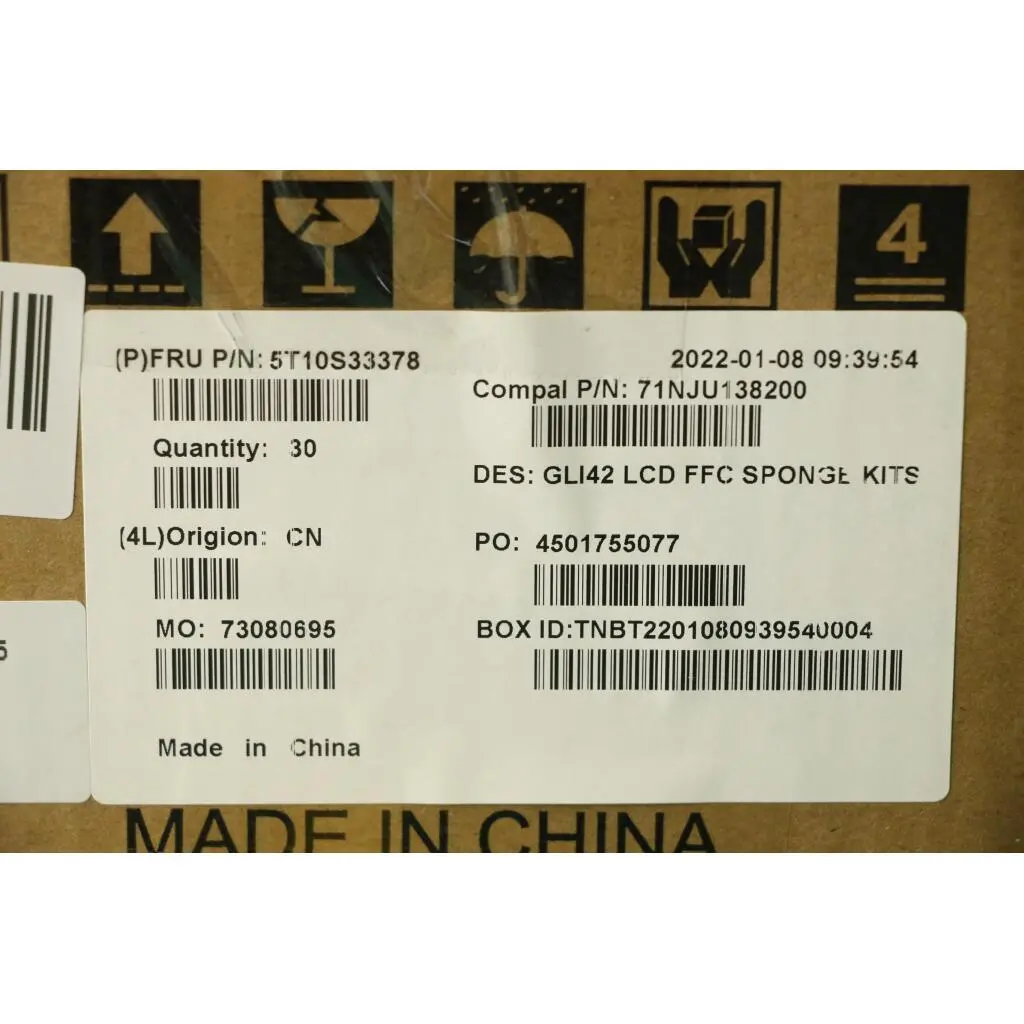 4
(P)FRU P/N: 5T10S33378
2022-01-08 09:39:54
Compal P/N: 71NJU138200
Quantity: 30
DES: GLI42 LCD FFC SPONGE KITS
(4L)Origion: CN
PO: 4501755077
MO: 73080695
BOX ID:TNBT2201080939540004
5
Made in China
MADE IN CHINA